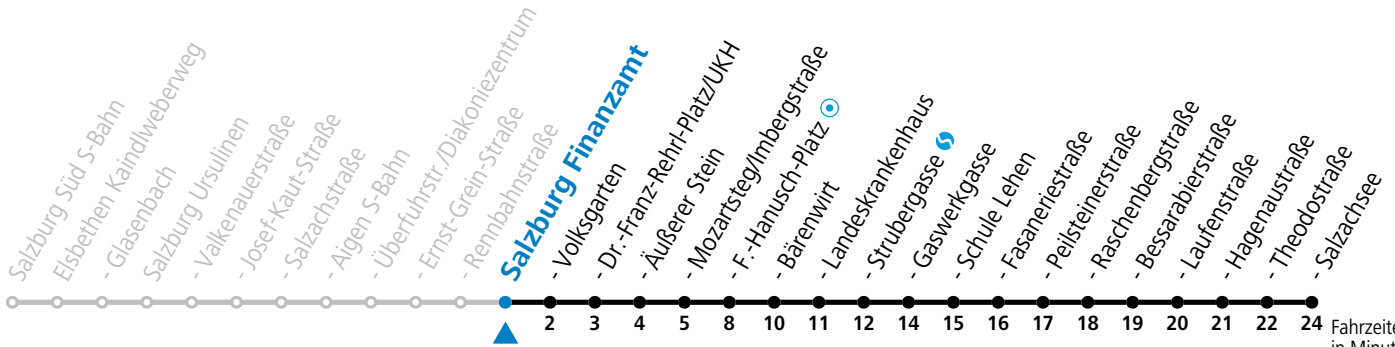 Salzburg Süd S-Bahn
Elsbethen Kaindlweberweg
- Glasenbach
Salzburg Ursulinen
- Valkenauerstraße
- Josef-Kaut-Straße
- Salzachstraße
- Aigen S-Bahn
- Überfuhrstr./Diakoniezentrum
- Ernst-Grein-Straße
- Rennbahnstraße
Salzburg Finanzamt
- Volksgarten
- Dr.-Franz-Rehrl-Platz/UKH
- Äußerer Stein
- Mozartsteg/Imbergstraße
- F.-Hanusch-Platz
- Bärenwirt
- Landeskrankenhaus
- Strubergasse
- Gaswerkgasse
- Schule Lehen
- Fasaneriestraße
- Peilsteinerstraße
- Raschenbergstraße
- Bessarabierstraße
- Laufenstraße
- Hagenaustraße
- Theodostraße
- Salzachsee
2 3 4 5 8 10 11 12 14 15 16 17 18 19 20 21 22 24 Fahrzeite
in Minut